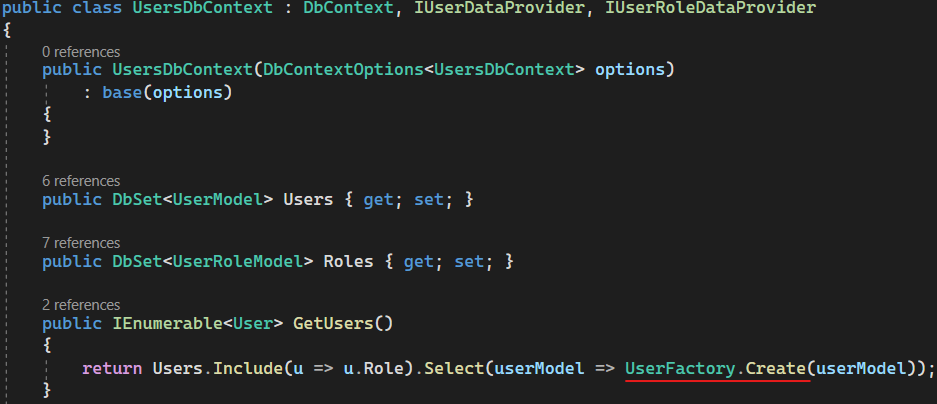 public class UsersDbContext : DbContext, IUserDataProvider, IUserRoleDataProvider
{
0 references
public UsersDbContext(DbContextOptions<UsersDbContext> options)
: base(options)
{
}
6 references
public DbSet<UserModel> Users { get; set; }
7 references
public DbSet<UserRoleModel> Roles { get; set; }
2 references
public IEnumerable<User> GetUsers()
{
return Users.Include(u => u.Role).Select(userModel => UserFactory.Create(userModel));
}